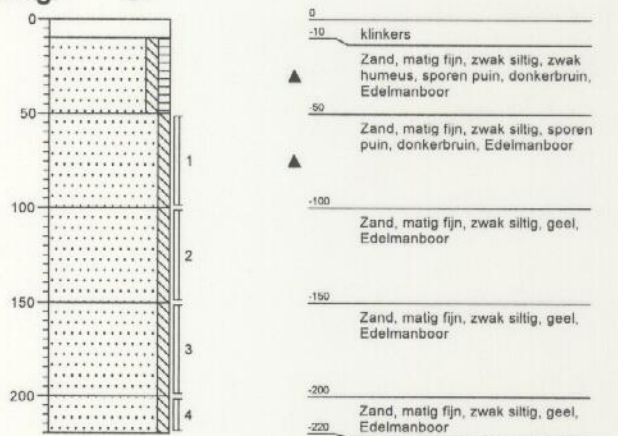 0
50
100
150
200
1
2
3
4
0
-10
klinkers
Zand, matig fijn, zwak siltig, zwak
humeus, sporen puin, donkerbruin,
Edelmanboor
-50
Zand, matig fijn, zwak siltig, sporen
puin, donkerbruin, Edelmanboor
-100
Zand, matig fijn, zwak siltig, geel,
Edelmanboor
-150
Zand, matig fijn, zwak siltig, geel,
Edelmanboor
-200
Zand, matig fijn, zwak siltig, geel,
Edelmanboor
-220